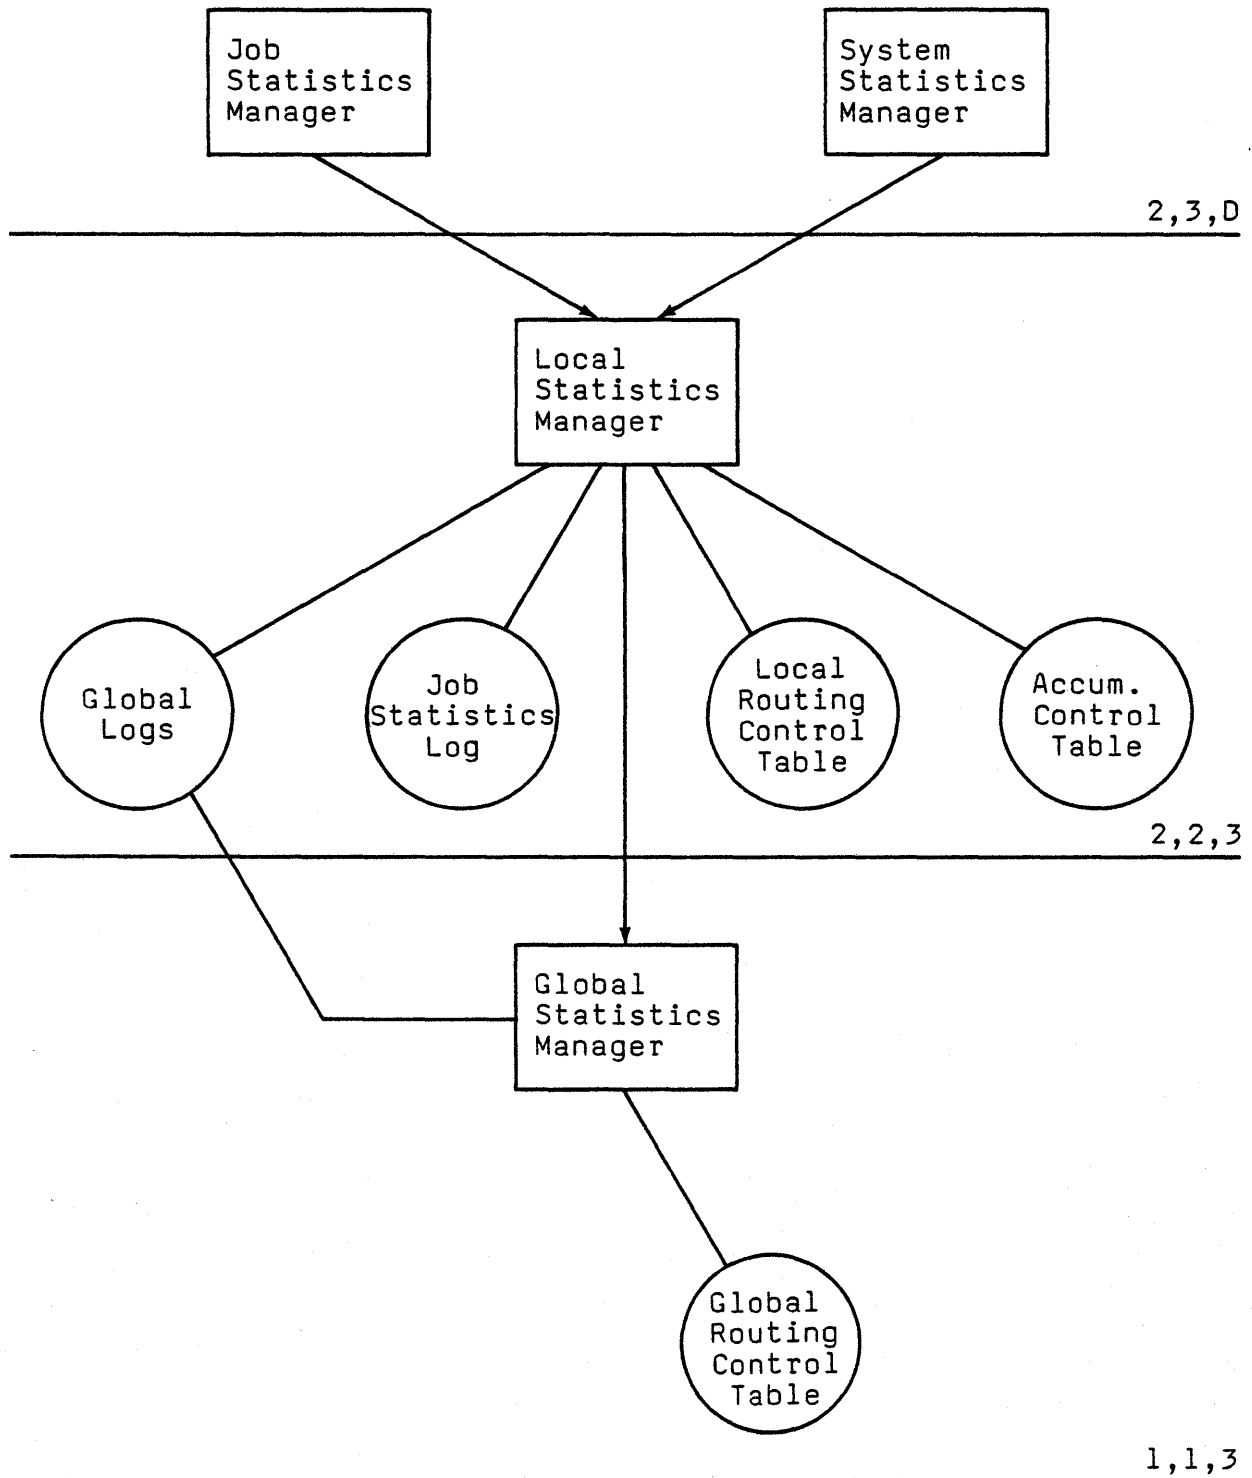 Job
Statistics
Manager
System
Statistics
Manager
2,3,D
Local
Statistics
Manager
Global
Logs
Job
Statistics
Log
Local
Routing
Control
Table
Accum.
Control
Table
2,2,3
Global
Statistics
Manager
Global
Routing
Control
Table
1,1,3